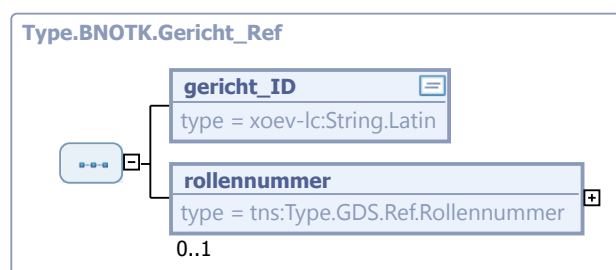 Type.BNOTK.Gericht_Ref
gericht_ID
type = xoev-lc:String.Latin
rollennummer
type = tns:Type.GDS.Ref.Rollennummer
0..1